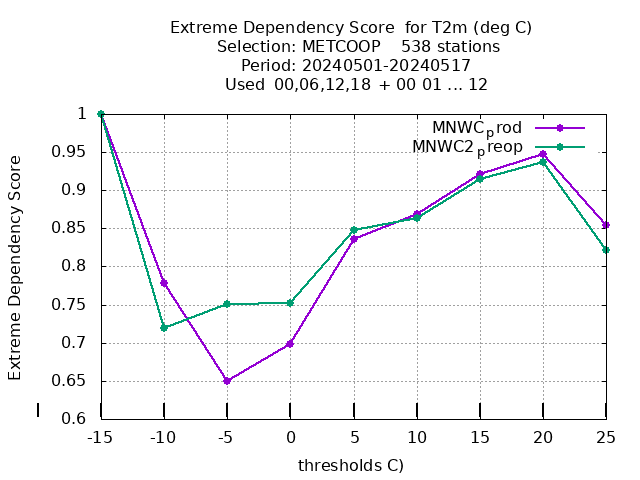 Extreme Dependency Score  for T2m (deg C)
Selection: METCOOP    538 stations
Period: 20240501-20240517
Used  00,06,12,18 + 00 01 ... 12
MNWCprod
MNWC2preop
Extreme Dependency Score
1
0.95
0.9
0.85
0.8
0.75
0.7
0.65
0.6
-15 -10 -5 0 5 10 15 20 25
thresholds C)